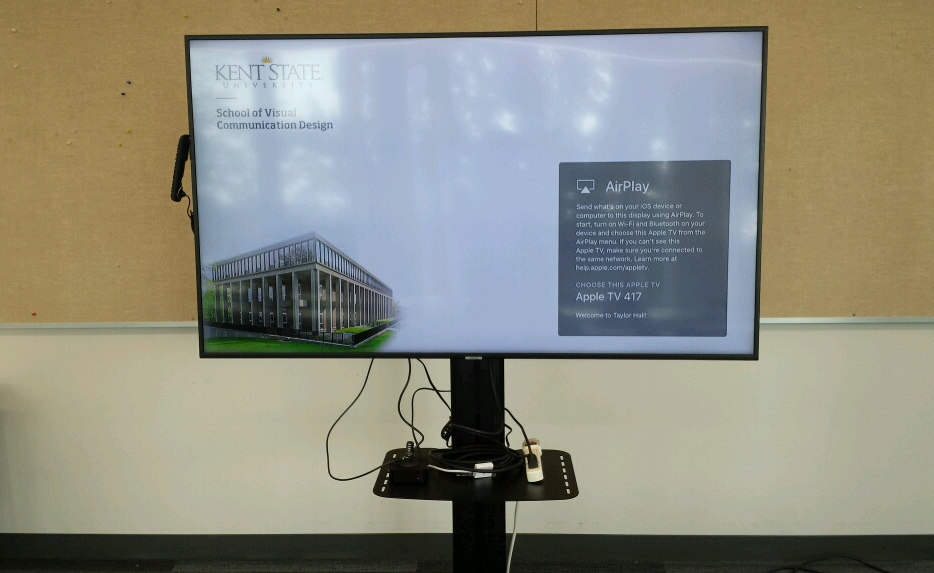 KENT STATE
UNIVERSITY
School of Visual
Communication Design
AirPlay
Send what's on your iOS device or
computer to this display using AirPlay. To
start, turn on Wi-Fi and Bluetooth on your
device and choose this Apple TV from the
AirPlay menu. If you can't see this
Apple TV, make sure you're connected to
the same network. Learn more at
help.apple.com/appletv.
CHOOSE THIS APPLE TV
Apple TV 417
Welcome to Taylor Hall!